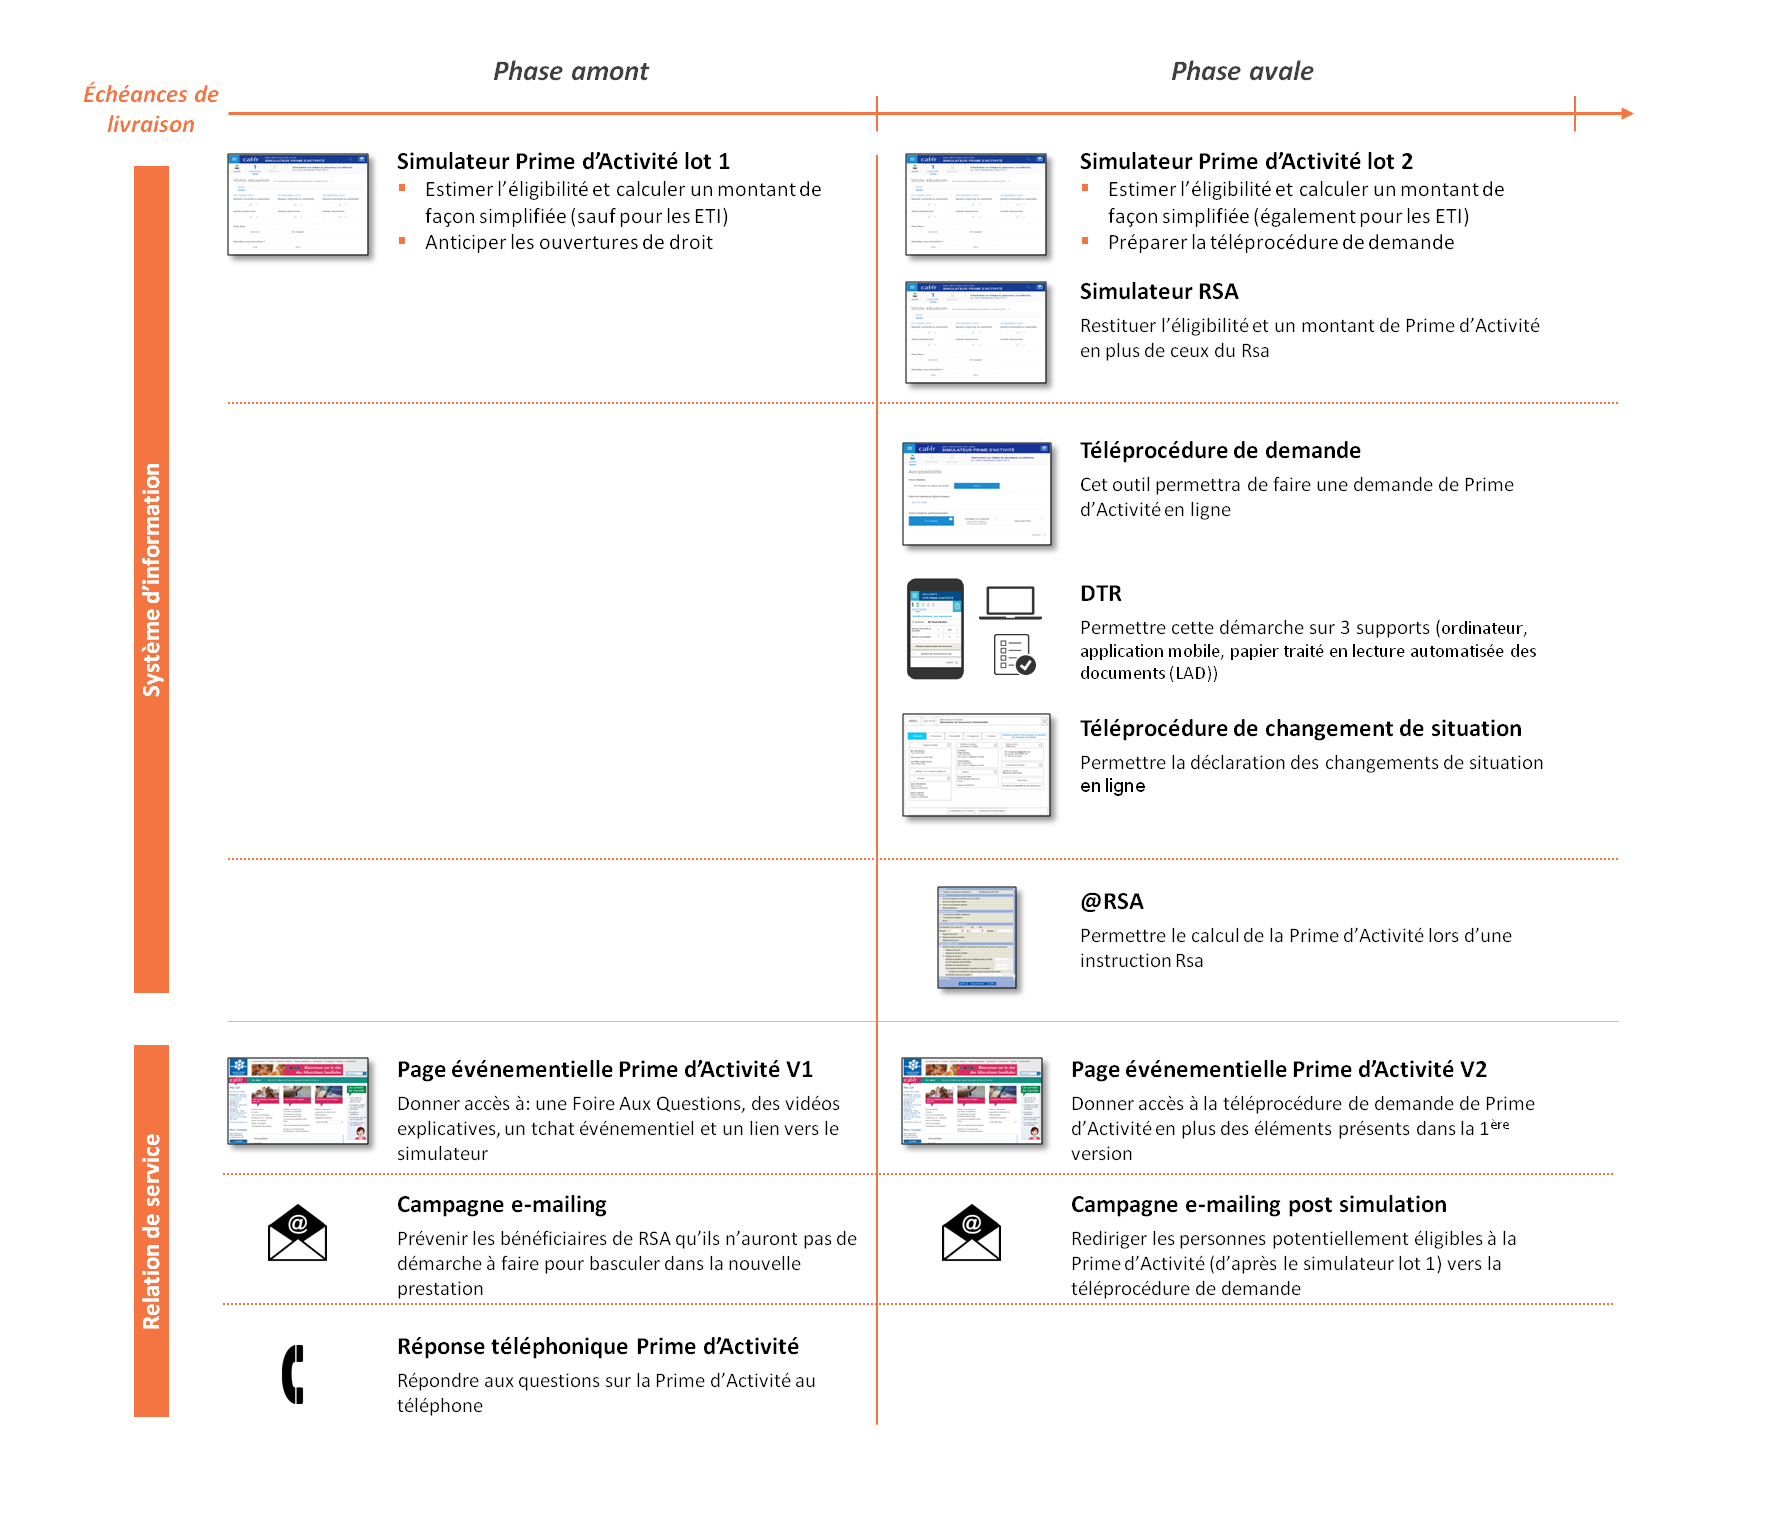 Phase amont
Phase avale
Échéances de
livraison
Simulateur Prime d’Activité lot 1
Estimer l’éligibilité et calculer un montant de
façon simplifiée (sauf pour les ETI)
Anticiper les ouvertures de droit
Simulateur Prime d’Activité lot 2
Estimer l’éligibilité et calculer un montant de
façon simplifiée (également pour les ETI)
Préparer la téléprocédure de demande
Simulateur RSA
Restituer l’éligibilité et un montant de Prime d’Activité
en plus de ceux du Rsa
Système d’information
Téléprocédure de demande
Cet outil permettra de faire une demande de Prime
d’Activité en ligne
DTR
Permettre cette démarche sur 3 supports (ordinateur,
application mobile, papier traité en lecture automatisée des
documents (LAD))
Téléprocédure de changement de situation
Permettre la déclaration des changements de situation
en ligne
@RSA
Permettre le calcul de la Prime d’Activité lors d’une
instruction Rsa
Relation de service
Page événementielle Prime d’Activité V1
Donner accès à: une Foire Aux Questions, des vidéos
explicatives, un tchat événementiel et un lien vers le
simulateur
Page événementielle Prime d’Activité V2
Donner accès à la téléprocédure de demande de Prime
d’Activité en plus des éléments présents dans la 1ère
version
Campagne e-mailing
Prévenir les bénéficiaires de RSA qu’ils n’auront pas de
démarche à faire pour basculer dans la nouvelle
prestation
Campagne e-mailing post simulation
Rediriger les personnes potentiellement éligibles à la
Prime d’Activité (d’après le simulateur lot 1) vers la
téléprocédure de demande
Réponse téléphonique Prime d’Activité
Répondre aux questions sur la Prime d’Activité au
téléphone